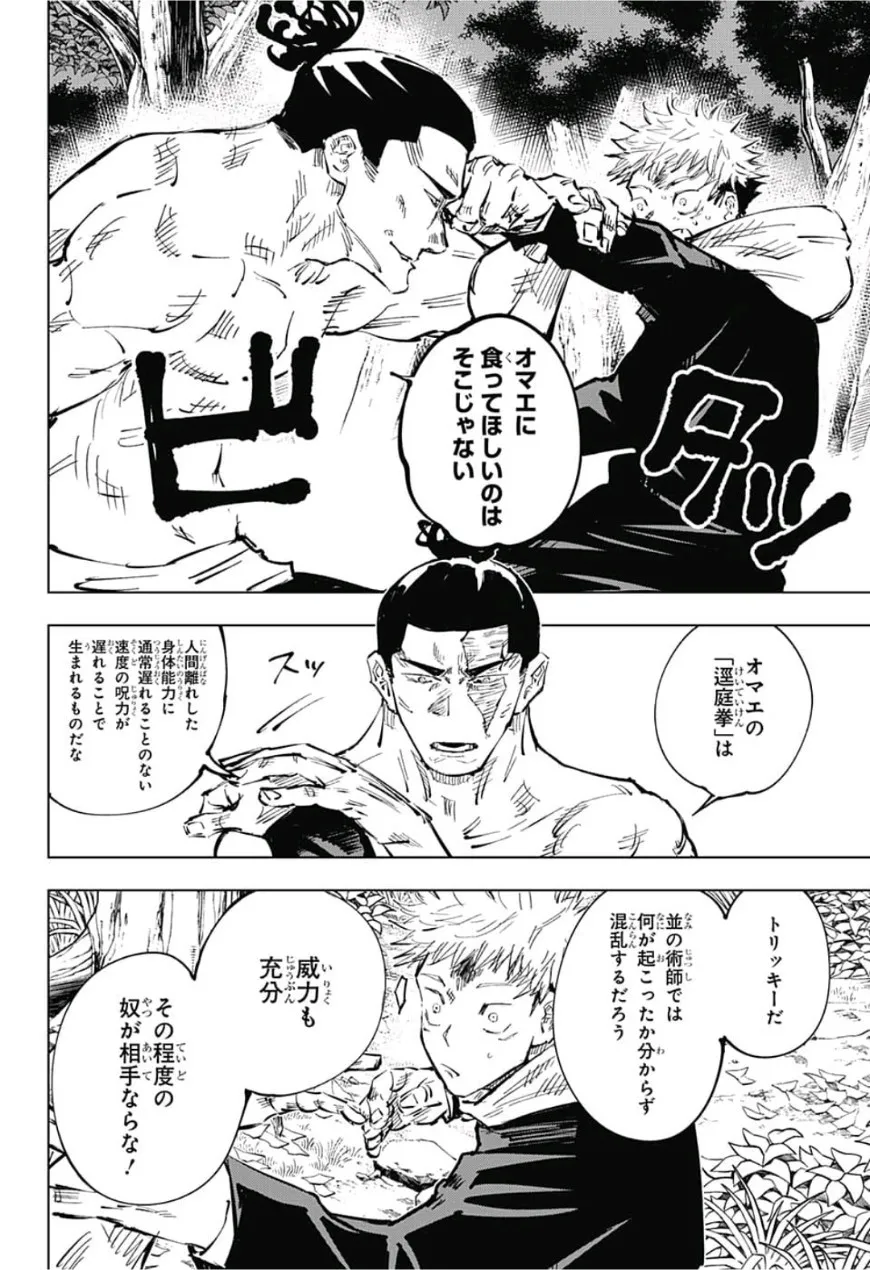 ピタッ
オマエに
食ってほしいのは
そこじゃない
オマエの
「逕庭拳」は
スッ
人間離れした
身体能力に
通常遅れることのない
速度の呪力が
遅れることで
生まれるものだな
トリッキーだ
並の術師では
何が起こったか分からず
混乱するだろう
威力も
充分
その程度の
奴が相手ならな!